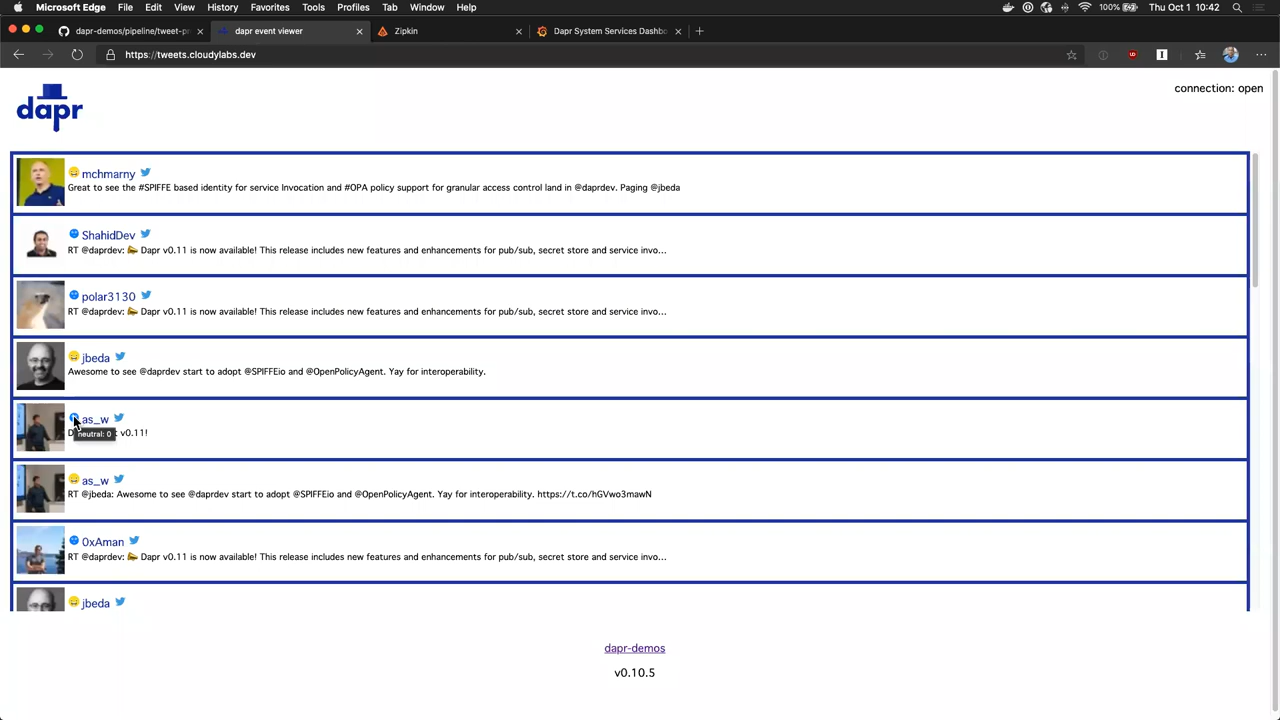 Microsoft Edge File Edit View History Favorites Tools Profiles Tab Window Help 100% Thu Oct 1 10:42
dapr-demos/pipeline/tweet-pr dapr event viewer Zipkin Dapr System Services Dashbo
https://tweets.cloudylabs.dev
dapr
connection: open
mchmarny
Great to see the #SPIFFE based identity for service Invocation and #OPA policy support for granular access control land in @daprdev. Paging @jbeda
ShahidDev
RT @daprdev: 📣 Dapr v0.11 is now available! This release includes new features and enhancements for pub/sub, secret store and service invo…
polar3130
RT @daprdev: 📣 Dapr v0.11 is now available! This release includes new features and enhancements for pub/sub, secret store and service invo…
jbeda
Awesome to see @daprdev start to adopt @SPIFFEio and @OpenPolicyAgent. Yay for interoperability.
as_w
neutral: 0
v0.11!
as_w
RT @jbeda: Awesome to see @daprdev start to adopt @SPIFFEio and @OpenPolicyAgent. Yay for interoperability. https://t.co/hGVwo3mawN
0xAman
RT @daprdev: 📣 Dapr v0.11 is now available! This release includes new features and enhancements for pub/sub, secret store and service invo…
jbeda
dapr-demos
v0.10.5